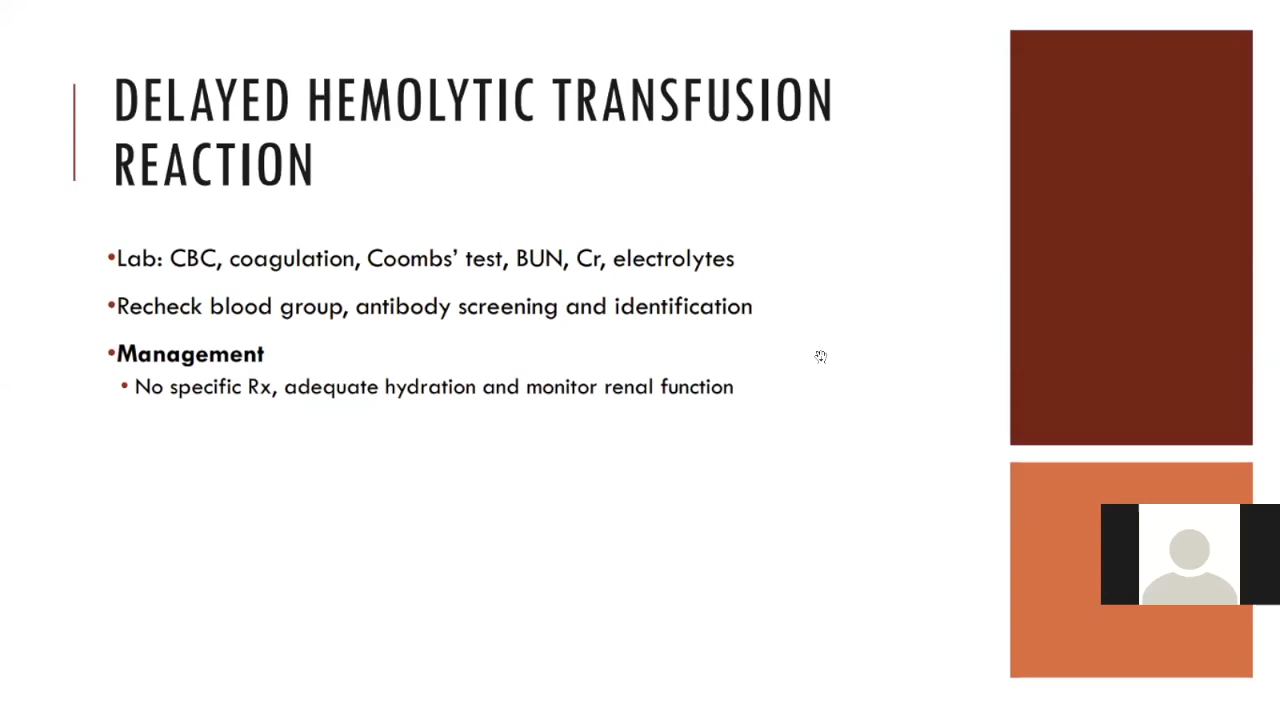 DELAYED HEMOLYTIC TRANSFUSION
REACTION
•Lab: CBC, coagulation, Coombs’ test, BUN, Cr, electrolytes
•Recheck blood group, antibody screening and identification
•Management
• No specific Rx, adequate hydration and monitor renal function